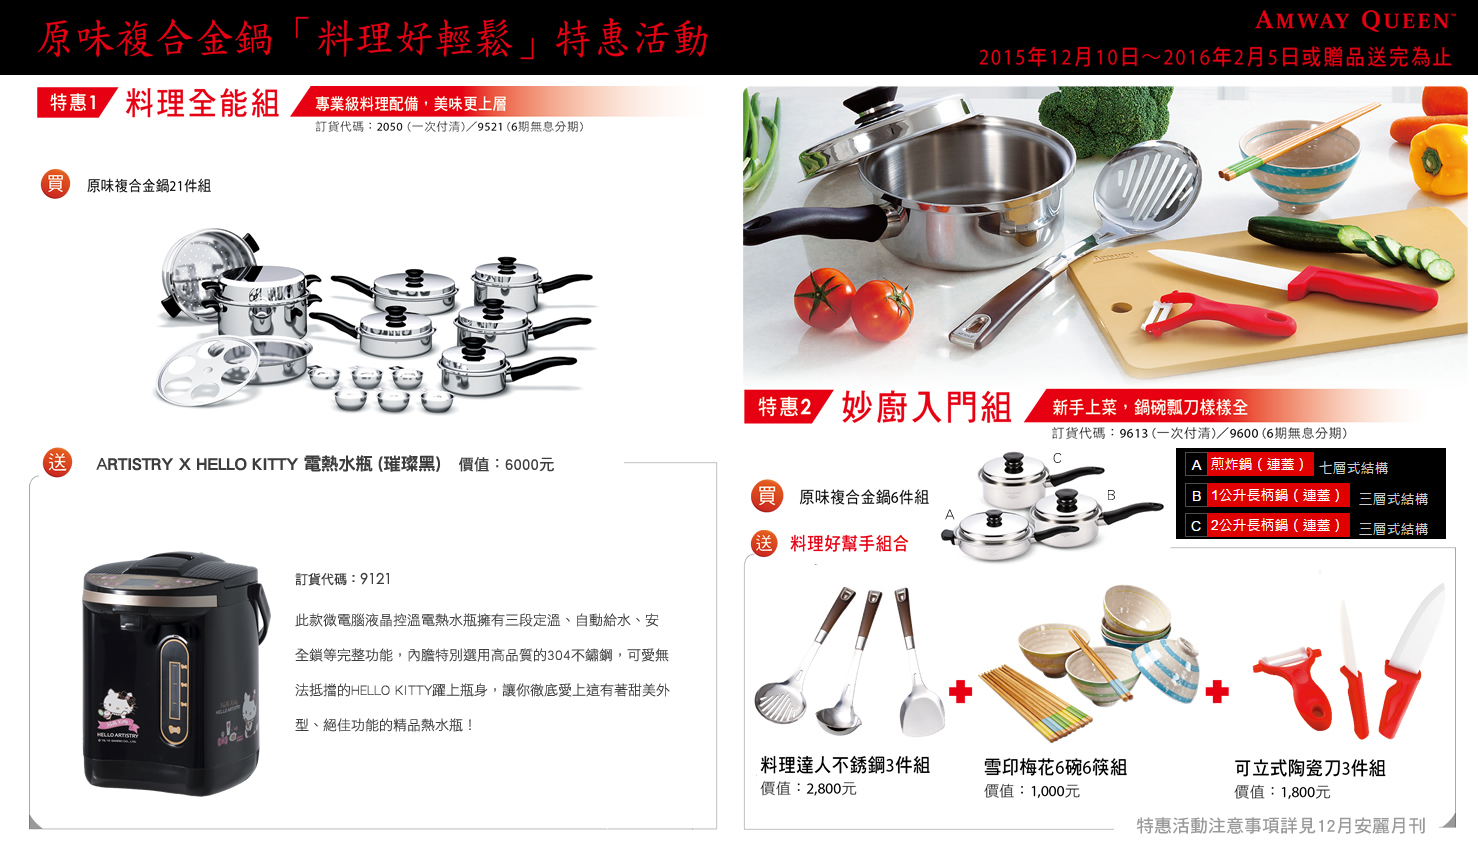 原味複合金鍋「料理好輕鬆」特惠活動
AMWAY QUEEN™
2015年12月10日～2016年2月5日或贈品送完為止
特惠1 料理全能組 專業級料理配備，美味更上層
訂貨代碼：2050 (一次付清)／9521 (6期無息分期)
買 原味複合金鍋21件組
送 ARTISTRY X HELLO KITTY 電熱水瓶 (璀璨黑) 價值：6000元
訂貨代碼：9121
此款微電腦液晶控溫電熱水瓶擁有三段定溫、自動給水、安
全鎖等完整功能，內膽特別選用高品質的304不鏽鋼，可愛無
法抵擋的HELLO KITTY躍上瓶身，讓你徹底愛上這有著甜美外
型、絕佳功能的精品熱水瓶！
HELLO ARTISTRY
特惠2 妙廚入門組 新手上菜，鍋碗瓢刀樣樣全
訂貨代碼：9613 (一次付清)／9600 (6期無息分期)
買 原味複合金鍋6件組
A
B
C
A 煎炸鍋（連蓋） 七層式結構
B 1公升長柄鍋（連蓋） 三層式結構
C 2公升長柄鍋（連蓋） 三層式結構
送 料理好幫手組合
料理達人不銹鋼3件組
價值：2,800元
雪印梅花6碗6筷組
價值：1,000元
可立式陶瓷刀3件組
價值：1,800元
特惠活動注意事項詳見12月安麗月刊